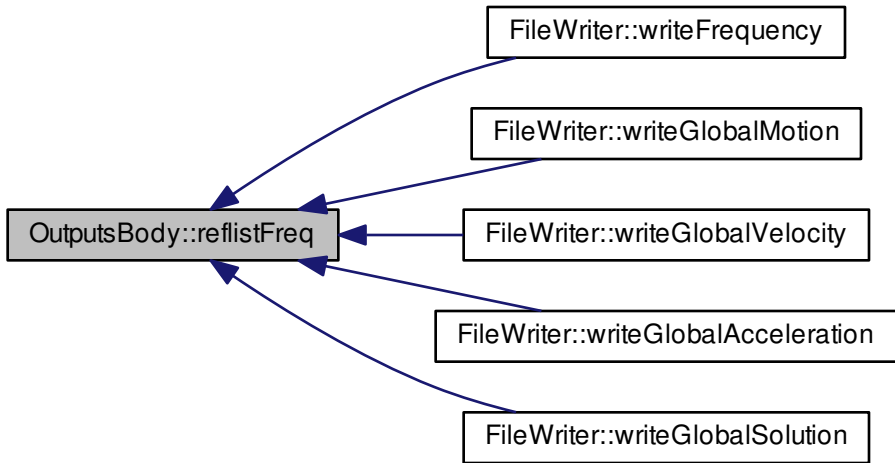 FileWriter::writeFrequency
FileWriter::writeGlobalMotion
OutputsBody::reflistFreq
FileWriter::writeGlobalVelocity
FileWriter::writeGlobalAcceleration
FileWriter::writeGlobalSolution